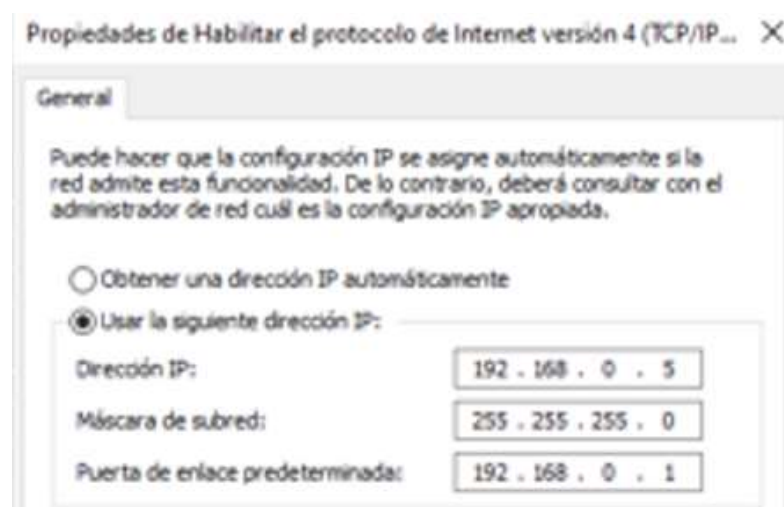 Propiedades de Habilitar el protocolo de Internet versión 4 (TCP/IP...
General
Puede hacer que la configuración IP se asigne automáticamente si la
red admite esta funcionalidad. De lo contrario, deberá consultar con el
administrador de red cuál es la configuración IP apropiada.
Obtener una dirección IP automáticamente
Usar la siguiente dirección IP:
Dirección IP: 192 . 168 . 0 . 5
Máscara de subred: 255 . 255 . 255 . 0
Puerta de enlace predeterminada: 192 . 168 . 0 . 1